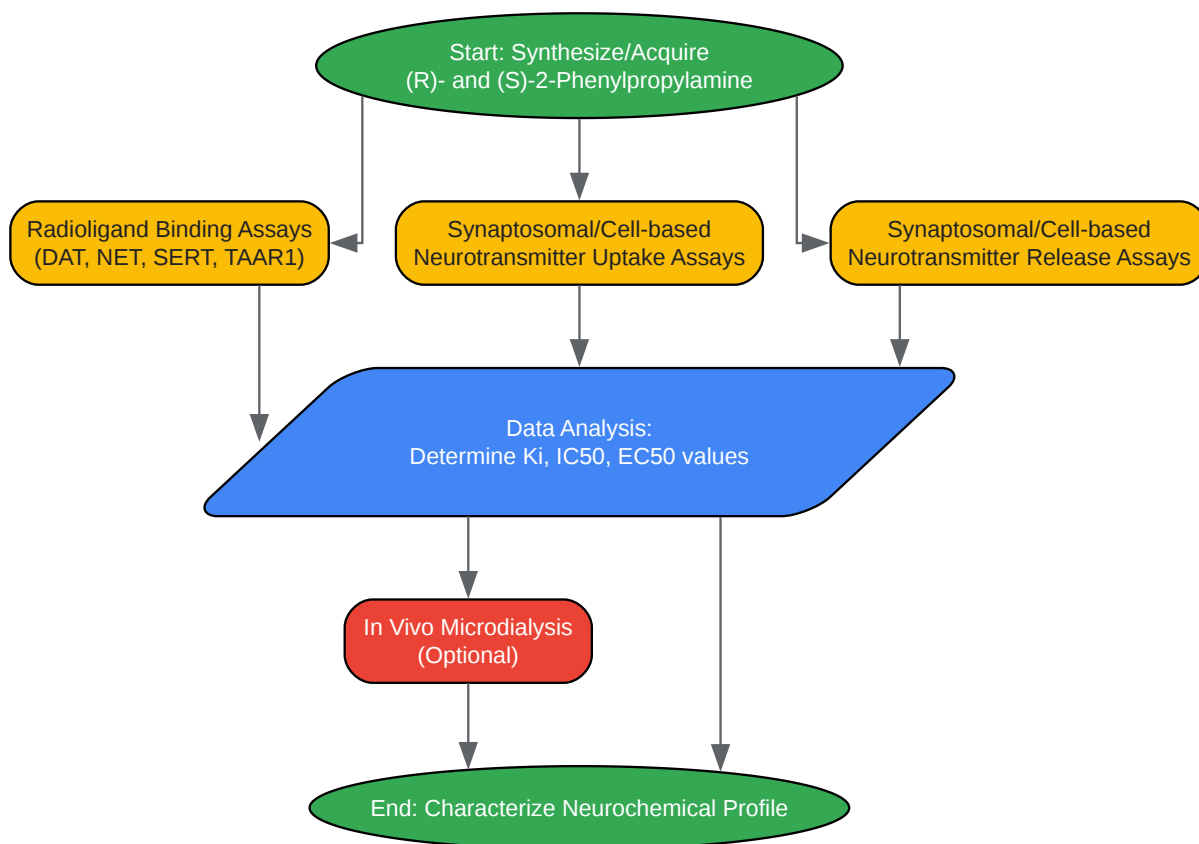 Start: Synthesize/Acquire
(R)- and (S)-2-Phenylpropylamine
Radioligand Binding Assays
(DAT, NET, SERT, TAAR1)
Synaptosomal/Cell-based
Neurotransmitter Uptake Assays
Synaptosomal/Cell-based
Neurotransmitter Release Assays
Data Analysis:
Determine Ki, IC50, EC50 values
In Vivo Microdialysis
(Optional)
End: Characterize Neurochemical Profile